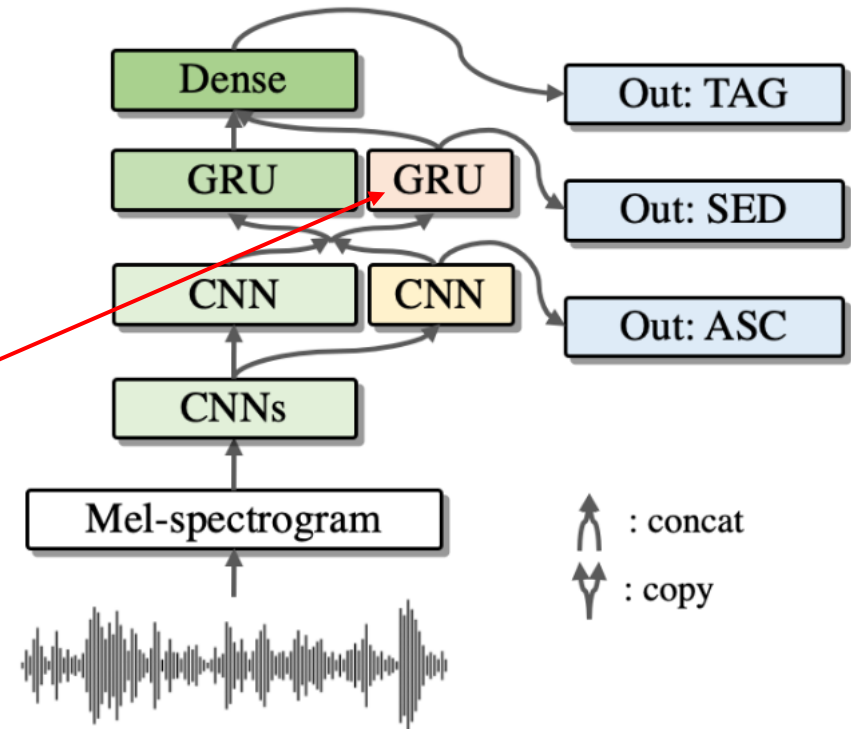 Dense
Out: TAG
GRU
GRU
Out: SED
CNN
CNN
Out: ASC
CNNs
Mel-spectrogram
: concat
: copy